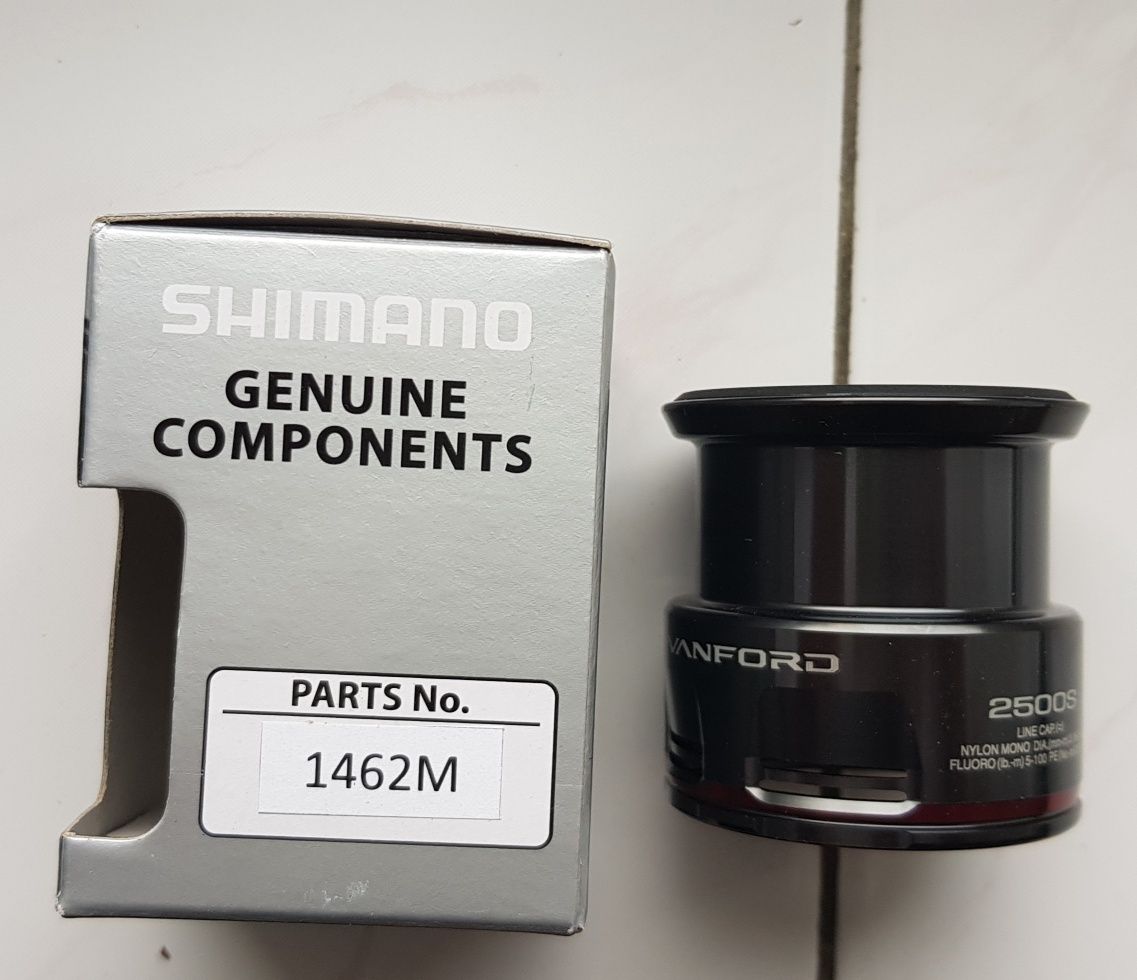 SHIMANO
GENUINE
COMPONENTS
PARTS No.
1462M
VANFORD
2500S
LINE CAP.
NYLON MONO DIA.
FLUORO (lb.-m) 5-100 PE